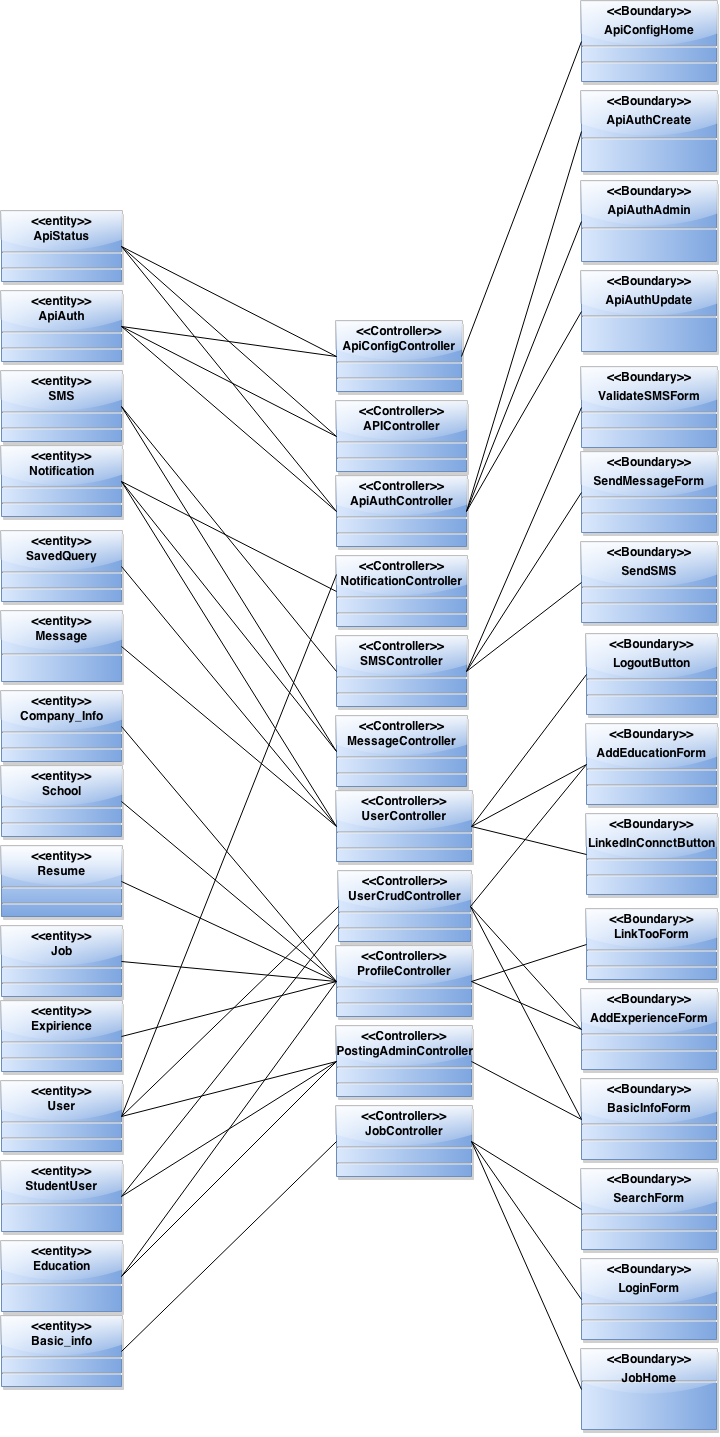 <<entity>>
ApiStatus
<<entity>>
ApiAuth
<<entity>>
SMS
<<entity>>
Notification
<<entity>>
SavedQuery
<<entity>>
Message
<<entity>>
Company_Info
<<entity>>
School
<<entity>>
Resume
<<entity>>
Job
<<entity>>
Expirience
<<entity>>
User
<<entity>>
StudentUser
<<entity>>
Education
<<entity>>
Basic_info
<<Controller>>
ApiConfigController
<<Controller>>
APIController
<<Controller>>
ApiAuthController
<<Controller>>
NotificationController
<<Controller>>
SMSController
<<Controller>>
MessageController
<<Controller>>
UserController
<<Controller>>
UserCrudController
<<Controller>>
ProfileController
<<Controller>>
PostingAdminController
<<Controller>>
JobController
<<Boundary>>
ApiConfigHome
<<Boundary>>
ApiAuthCreate
<<Boundary>>
ApiAuthAdmin
<<Boundary>>
ApiAuthUpdate
<<Boundary>>
ValidateSMSForm
<<Boundary>>
SendMessageForm
<<Boundary>>
SendSMS
<<Boundary>>
LogoutButton
<<Boundary>>
AddEducationForm
<<Boundary>>
LinkedInConnctButton
<<Boundary>>
LinkTooForm
<<Boundary>>
AddExperienceForm
<<Boundary>>
BasicInfoForm
<<Boundary>>
SearchForm
<<Boundary>>
LoginForm
<<Boundary>>
JobHome